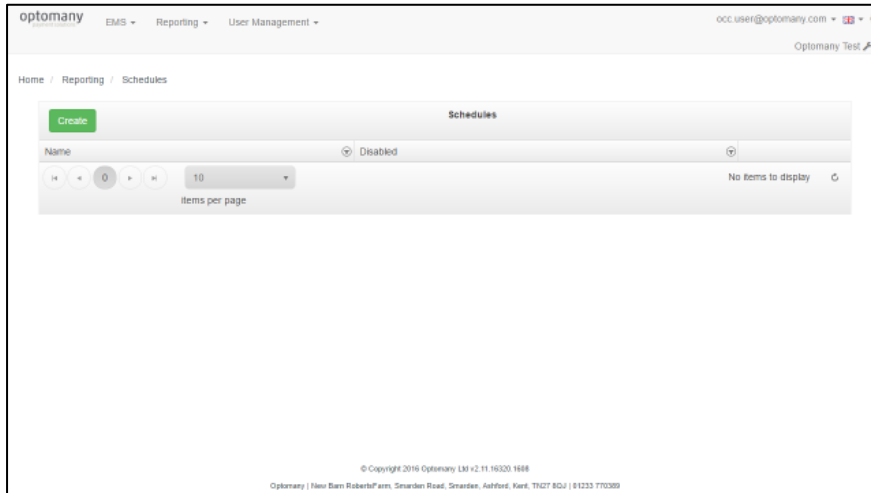 optomany
EMS Reporting User Management occ.user@optomany.com
Optomany Test
Home / Reporting / Schedules
Create Schedules
Name Disabled
0 10 No items to display
items per page
© Copyright 2016 Optomany Ltd v2.11.16320.1608
Optomany | New Barn RobertsFarm, Smarden Road, Smarden, Ashford, Kent, TN27 8QJ | 01233 770389